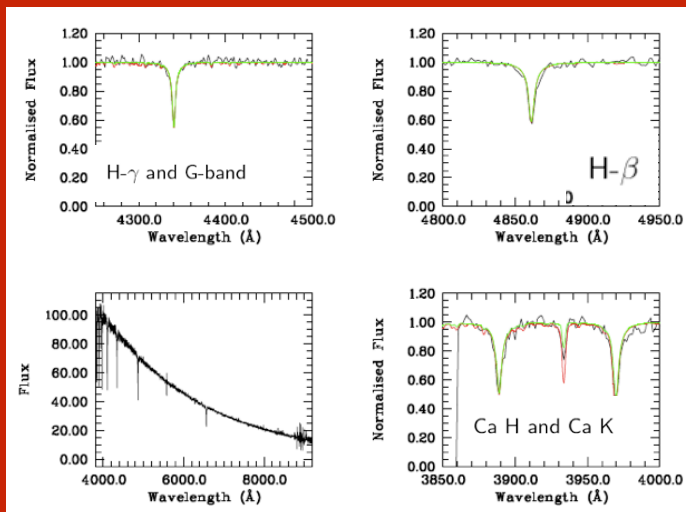 1.20
1.00
0.80
0.60
0.40
0.20
0.00
Normalised Flux
H-γ and G-band
4300.0 4400.0 4500.0
Wavelength (Å)
1.20
1.00
0.80
0.60
0.40
0.20
0.00
Normalised Flux
H-β
4800.0 4850.0 4900.0 4950.0
Wavelength (Å)
100.00
80.00
60.00
40.00
20.00
0.00
Flux
4000.0 6000.0 8000.0
Wavelength (Å)
1.20
1.00
0.80
0.60
0.40
0.20
0.00
Normalised Flux
Ca H and Ca K
3850.0 3900.0 3950.0 4000.0
Wavelength (Å)